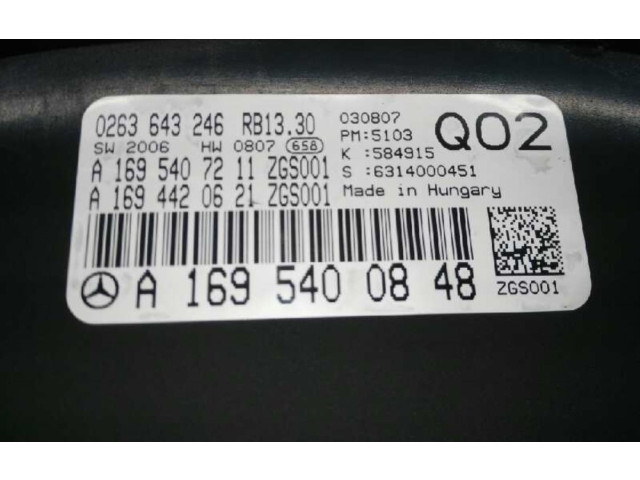 0263 643 246 RB13.30
SW 2006 HW 0807 658
A 169 540 72 11 ZGS001
A 169 442 06 21 ZGS001
030807
PM:5103
K :584915
S :6314000451
Made in Hungary
Q02
A 169 540 08 48
ZGS001